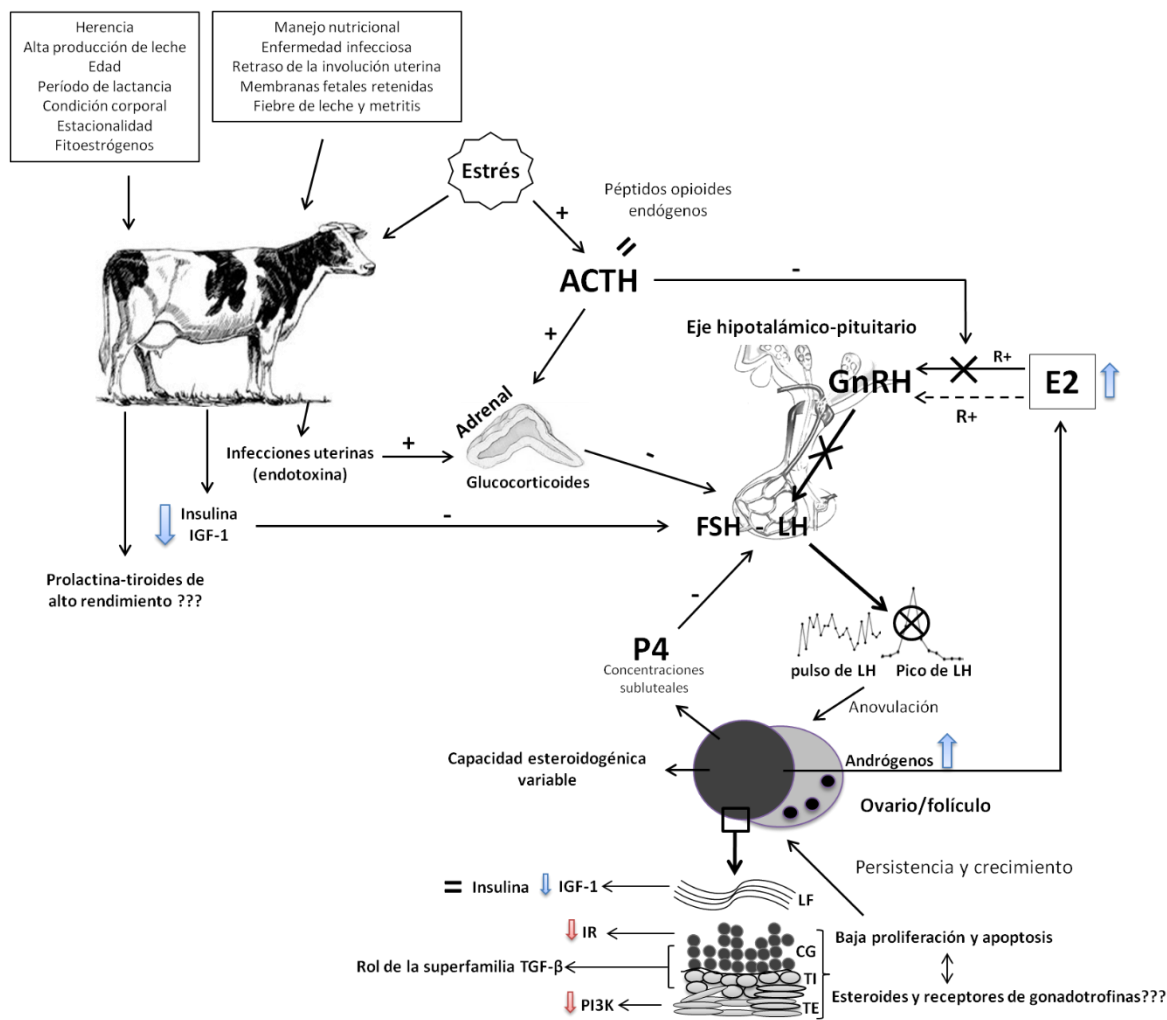 Herencia
Alta producción de leche
Edad
Período de lactancia
Condición corporal
Estacionalidad
Fitoestrógenos
Manejo nutricional
Enfermedad infecciosa
Retraso de la involución uterina
Membranas fetales retenidas
Fiebre de leche y metritis
Estrés
+
Péptidos opioides
endógenos
=
ACTH
-
+
Eje hipotalámico-pituitario
GnRH
R+
R+
E2
Adrenal
Glucocorticoides
Infecciones uterinas
(endotoxina)
+
-
Insulina
IGF-1
-
FSH - LH
Prolactina-tiroides de
alto rendimiento ???
-
P4
Concentraciones
subluteales
pulso de LH
Pico de LH
Anovulación
Capacidad esteroidogénica
variable
Andrógenos
Ovario/folículo
Persistencia y crecimiento
= Insulina IGF-1
LF
IR
CG
Rol de la superfamilia TGF-β
TI
PI3K
TE
Baja proliferación y apoptosis
Esteroides y receptores de gonadotrofinas???